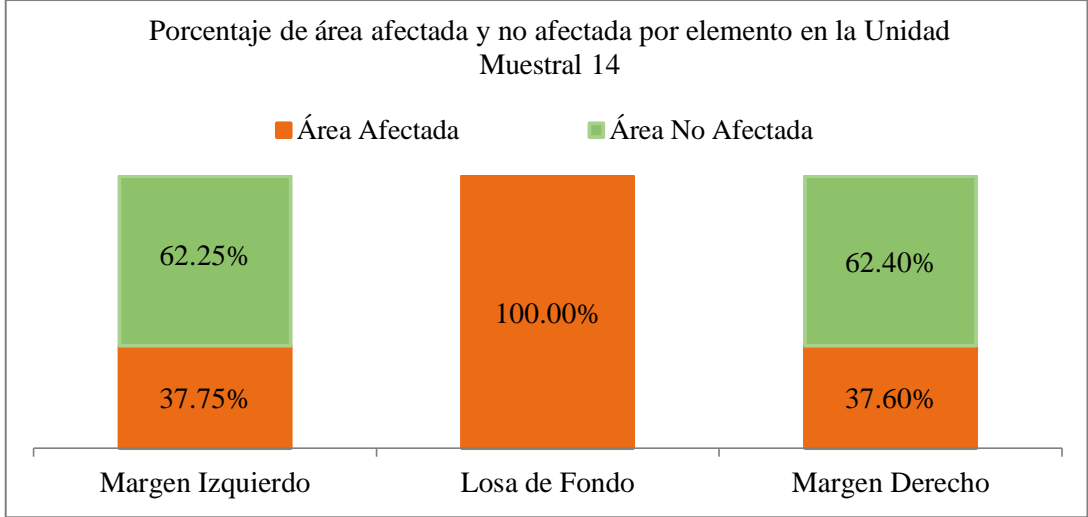 Porcentaje de área afectada y no afectada por elemento en la Unidad
Muestral 14
Área Afectada
Área No Afectada
62.25%
37.75%
100.00%
62.40%
37.60%
Margen Izquierdo
Losa de Fondo
Margen Derecho